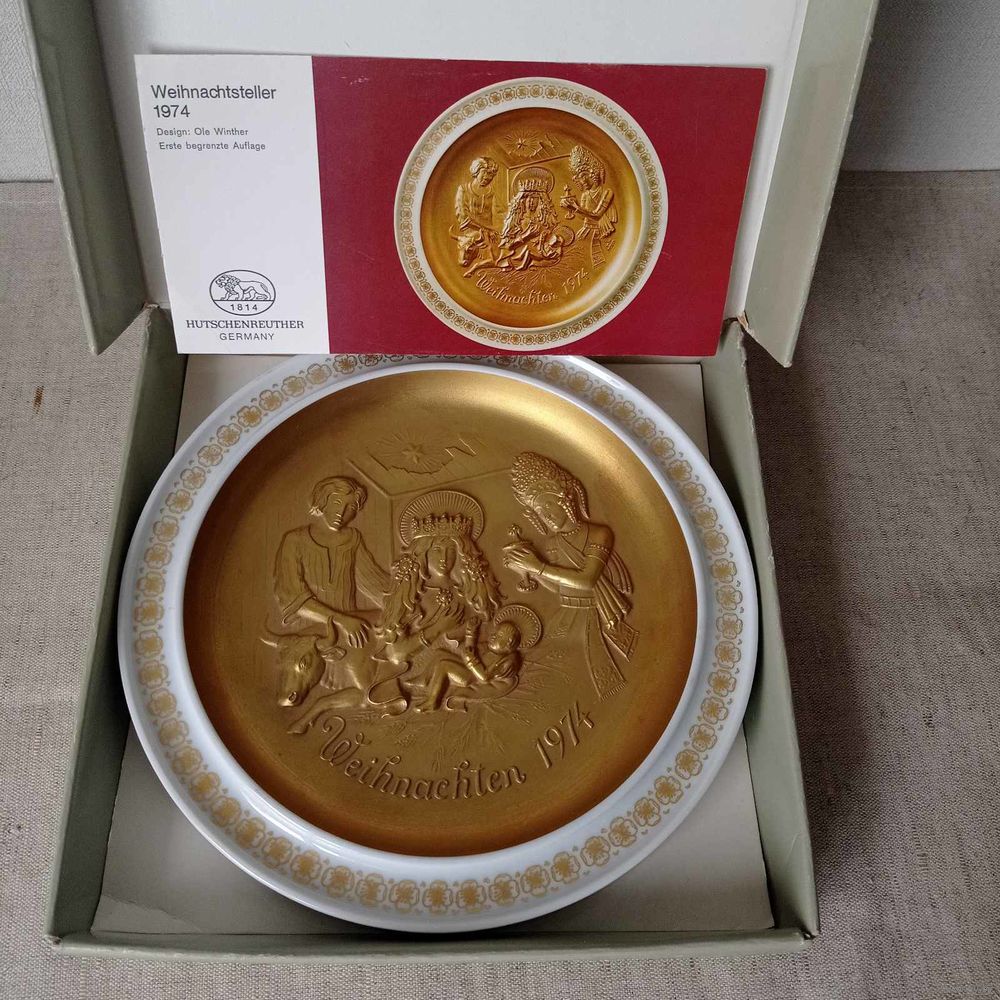 Weihnachtsteller
1974
Design: Ole Winther
Erste begrenzte Auflage
1814
HUTSCHENREUTHER
GERMANY
Weihnachten 1974
Weihnachten 1974